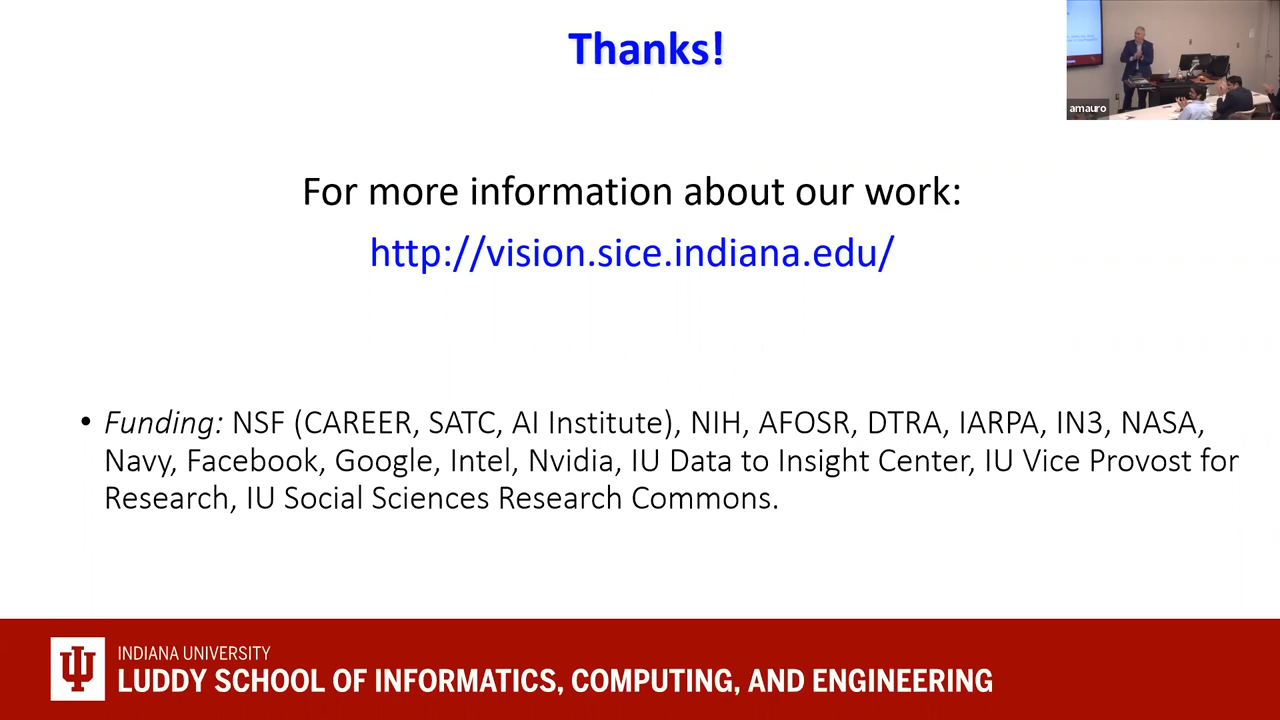 Thanks!
amauro
For more information about our work:
http://vision.sice.indiana.edu/
• Funding: NSF (CAREER, SATC, AI Institute), NIH, AFOSR, DTRA, IARPA, IN3, NASA,
Navy, Facebook, Google, Intel, Nvidia, IU Data to Insight Center, IU Vice Provost for
Research, IU Social Sciences Research Commons.
INDIANA UNIVERSITY
LUDDY SCHOOL OF INFORMATICS, COMPUTING, AND ENGINEERING